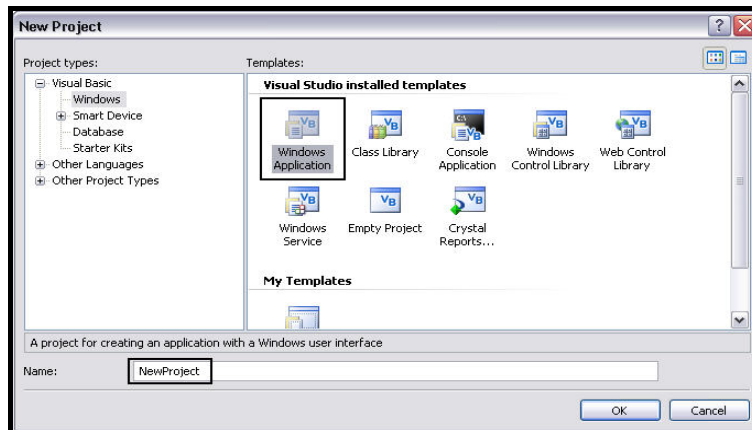 New Project
Project types:
Templates:
Visual Basic
Windows
Smart Device
Database
Starter Kits
Other Languages
Other Project Types
Visual Studio installed templates
Windows
Application
Class Library
Console
Application
Windows
Control Library
Web Control
Library
Windows
Service
Empty Project
Crystal
Reports...
My Templates
A project for creating an application with a Windows user interface
Name:
NewProject
OK
Cancel